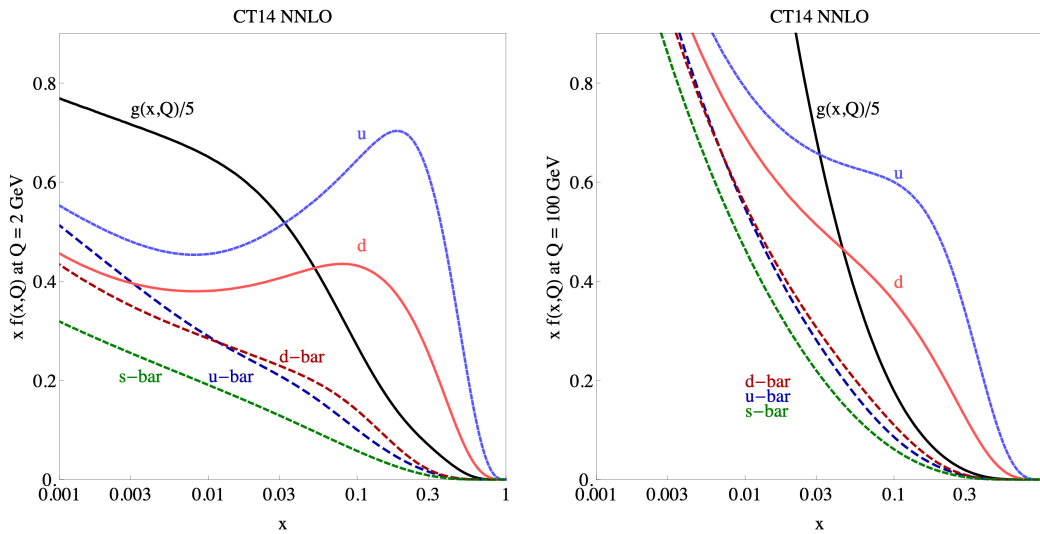 CT14 NNLO
x f(x,Q) at Q = 2 GeV
0.8
0.6
0.4
0.2
0.
g(x,Q)/5
u
d
d−bar
s−bar
u−bar
0.001
0.003
0.01
0.03
0.1
0.3
1
x
CT14 NNLO
x f(x,Q) at Q = 100 GeV
0.8
0.6
0.4
0.2
0.
g(x,Q)/5
u
d
d−bar
u−bar
s−bar
0.001
0.003
0.01
0.03
0.1
0.3
x